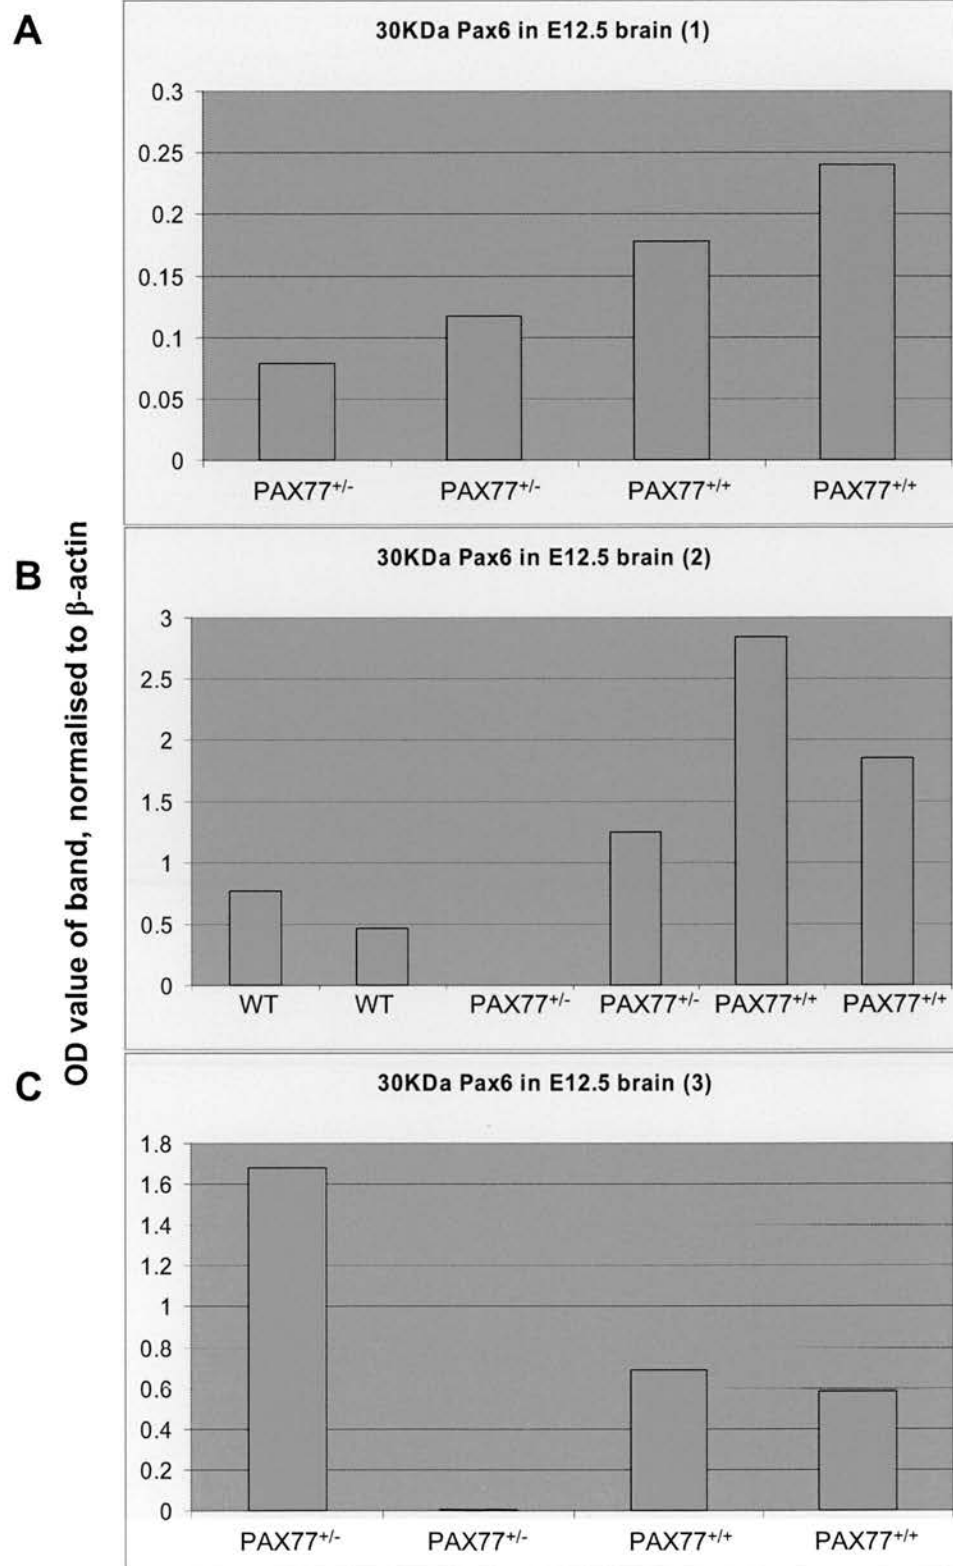 A
30KDa Pax6 in E12.5 brain (1)
0.3
0.25
0.2
0.15
0.1
0.05
0
PAX77+/- PAX77+/- PAX77+/+ PAX77+/+
OD value of band, normalised to β-actin
B
30KDa Pax6 in E12.5 brain (2)
3
2.5
2
1.5
1
0.5
0
WT WT PAX77+/- PAX77+/- PAX77+/+ PAX77+/+
C
30KDa Pax6 in E12.5 brain (3)
1.8
1.6
1.4
1.2
1
0.8
0.6
0.4
0.2
0
PAX77+/- PAX77+/- PAX77+/+ PAX77+/+